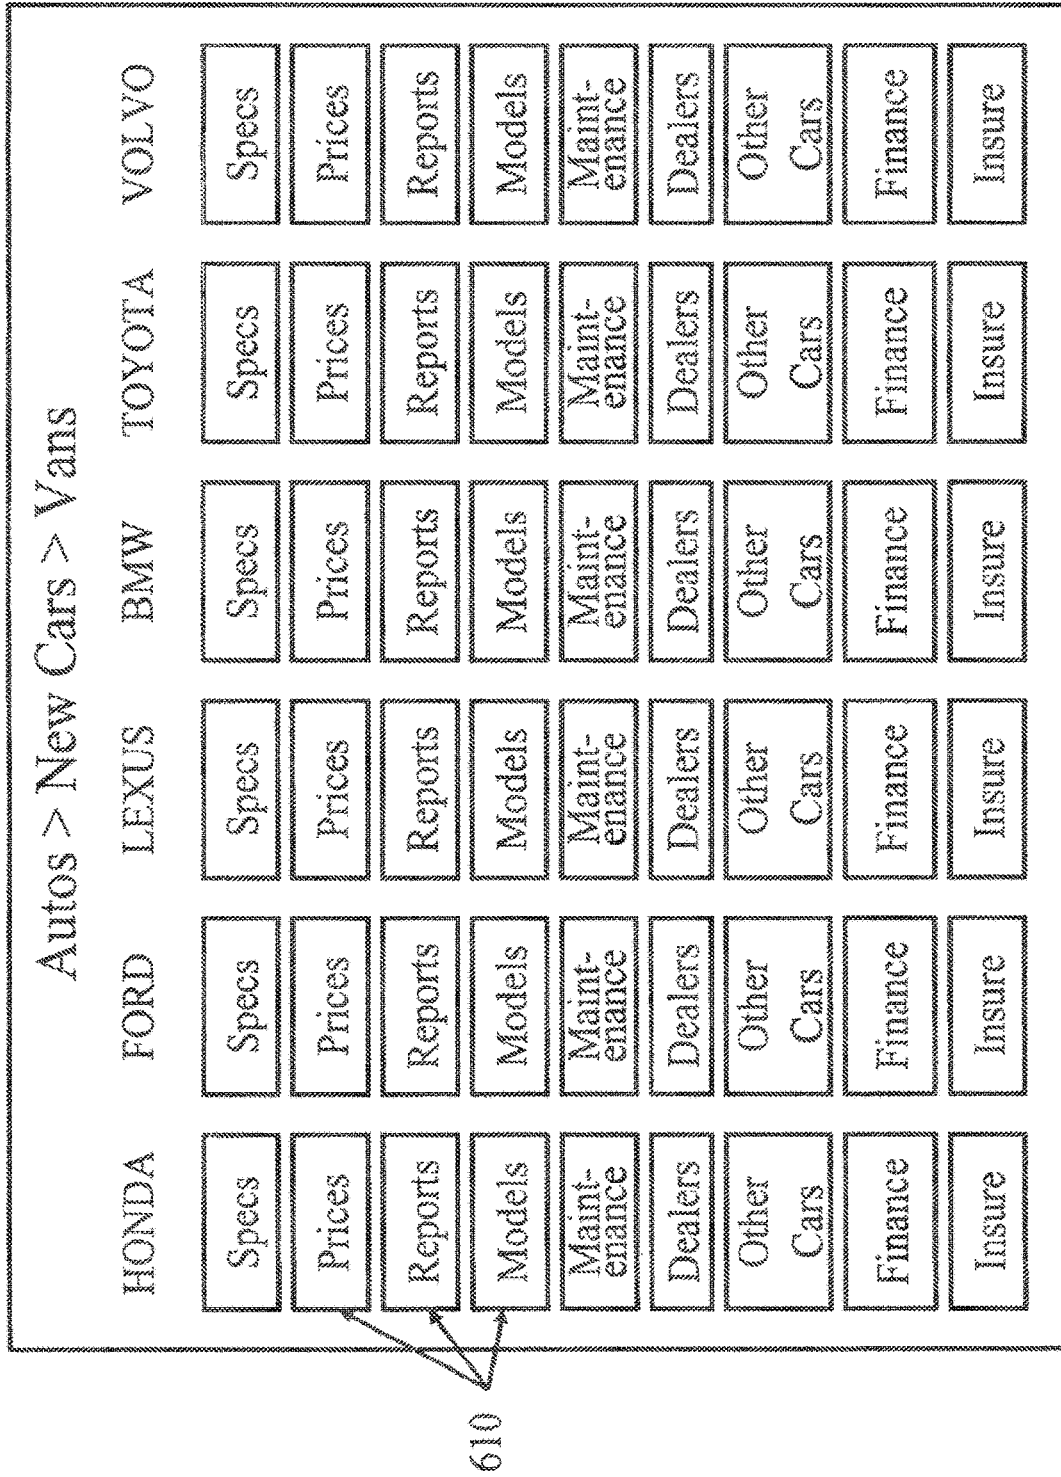 Autos > New Cars > Vans
HONDA FORD LEXUS BMW TOYOTA VOLVO
Specs Specs Specs Specs Specs Specs
Prices Prices Prices Prices Prices Prices
Reports Reports Reports Reports Reports Reports
Models Models Models Models Models Models
Maint- Maint- Maint- Maint- Maint- Maint-
enance enance enance enance enance enance
Dealers Dealers Dealers Dealers Dealers Dealers
Other Other Other Other Other Other
Cars Cars Cars Cars Cars Cars
Finance Finance Finance Finance Finance Finance
Insure Insure Insure Insure Insure Insure
610